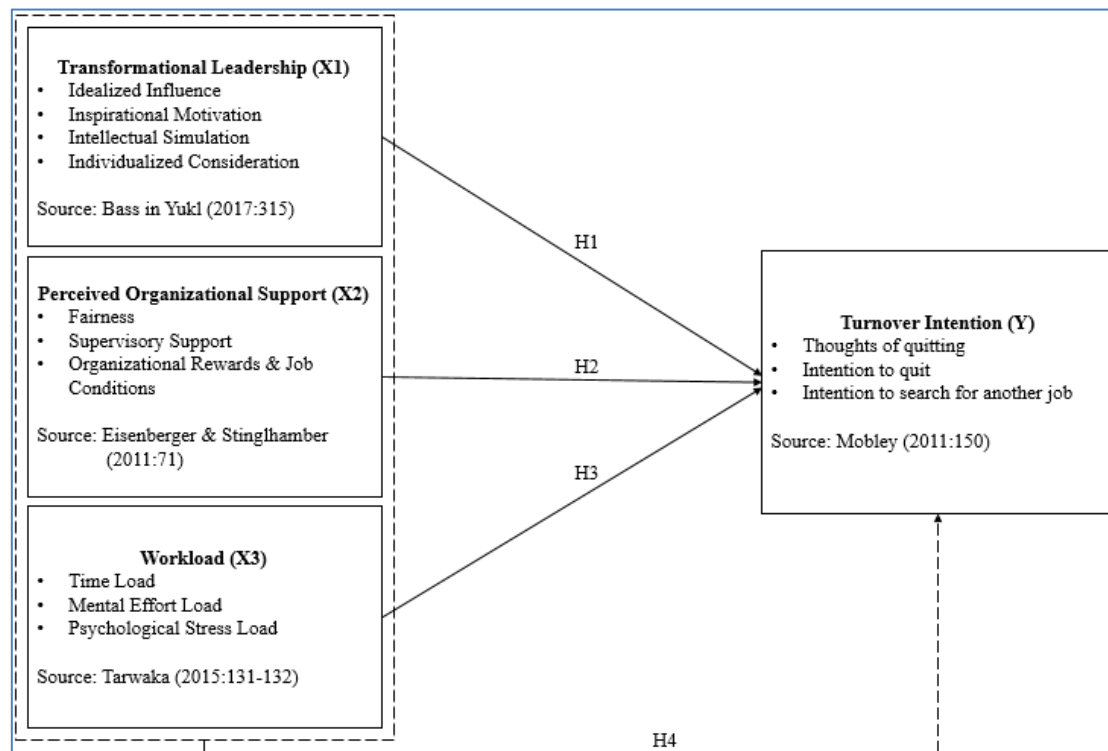 Transformational Leadership (X1)
• Idealized Influence
• Inspirational Motivation
• Intellectual Simulation
• Individualized Consideration
Source: Bass in Yukl (2017:315)
Perceived Organizational Support (X2)
• Fairness
• Supervisory Support
• Organizational Rewards & Job
Conditions
Source: Eisenberger & Stinglhamber
(2011:71)
Workload (X3)
• Time Load
• Mental Effort Load
• Psychological Stress Load
Source: Tarwaka (2015:131-132)
H1
H2
H3
H4
Turnover Intention (Y)
• Thoughts of quitting
• Intention to quit
• Intention to search for another job
Source: Mobley (2011:150)